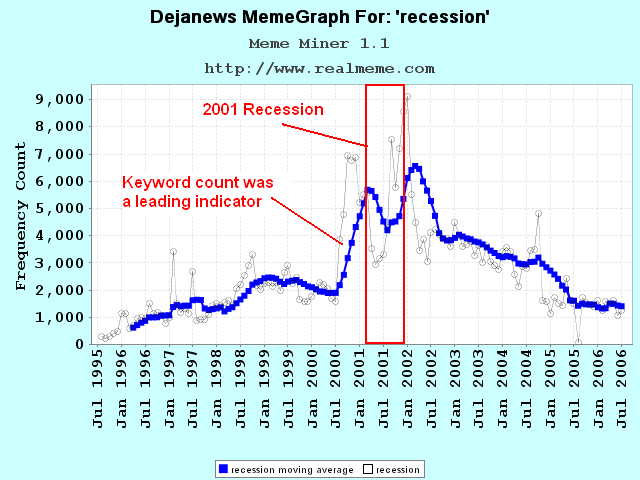 Dejanews MemeGraph For: 'recession'
Meme Miner 1.1
http://www.realmeme.com
Frequency Count
9,000
8,000
7,000
6,000
5,000
4,000
3,000
2,000
1,000
0
2001 Recession
Keyword count was
a leading indicator
Jul 1995
Jan 1996
Jul 1996
Jan 1997
Jul 1997
Jan 1998
Jul 1998
Jan 1999
Jul 1999
Jan 2000
Jul 2000
Jan 2001
Jul 2001
Jan 2002
Jul 2002
Jan 2003
Jul 2003
Jan 2004
Jul 2004
Jan 2005
Jul 2005
Jan 2006
Jul 2006
recession moving average
recession